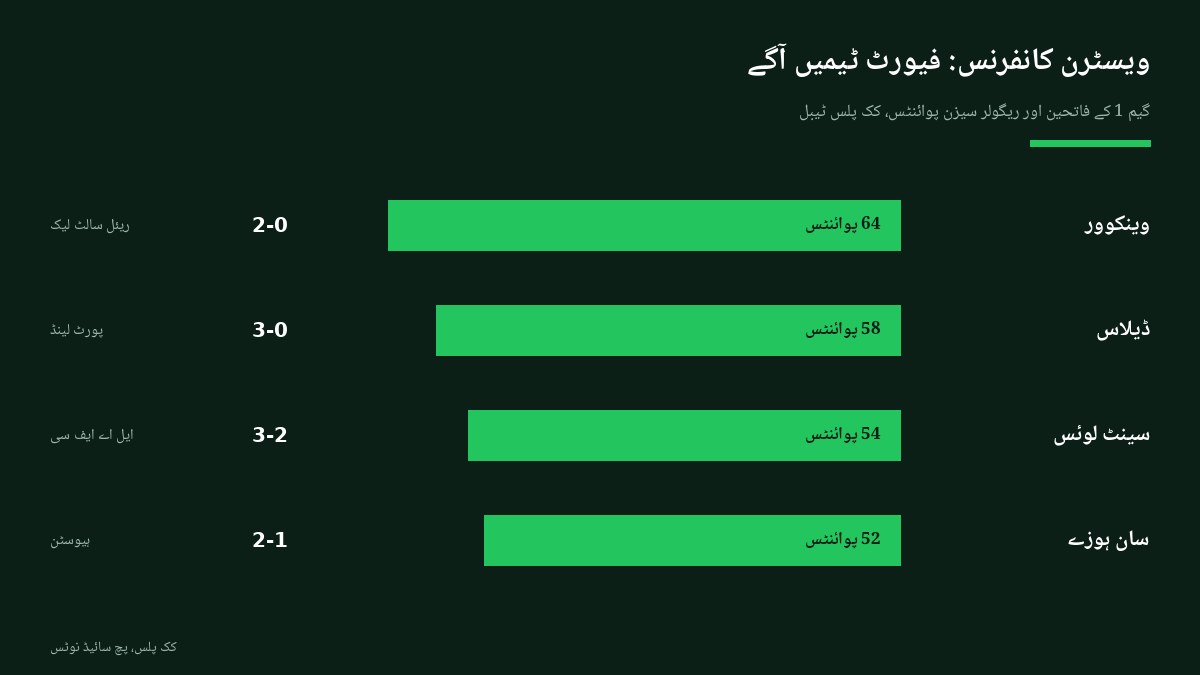 ویسٹرن کانفرنس: فیورٹ ٹیمیں آگے
گیم 1 کے فاتحین اور ریگولر سیزن پوائنٹس، کک پلس ٹیبل
وینکوور 64 پوائنٹس 2-0 ریئل سالٹ لیک
ڈیلاس 58 پوائنٹس 3-0 پورٹ لینڈ
سینٹ لوئس 54 پوائنٹس 3-2 ایل اے ایف سی
سان ہوزے 52 پوائنٹس 2-1 ہیوسٹن
کک پلس، پچ سائیڈ نوٹس